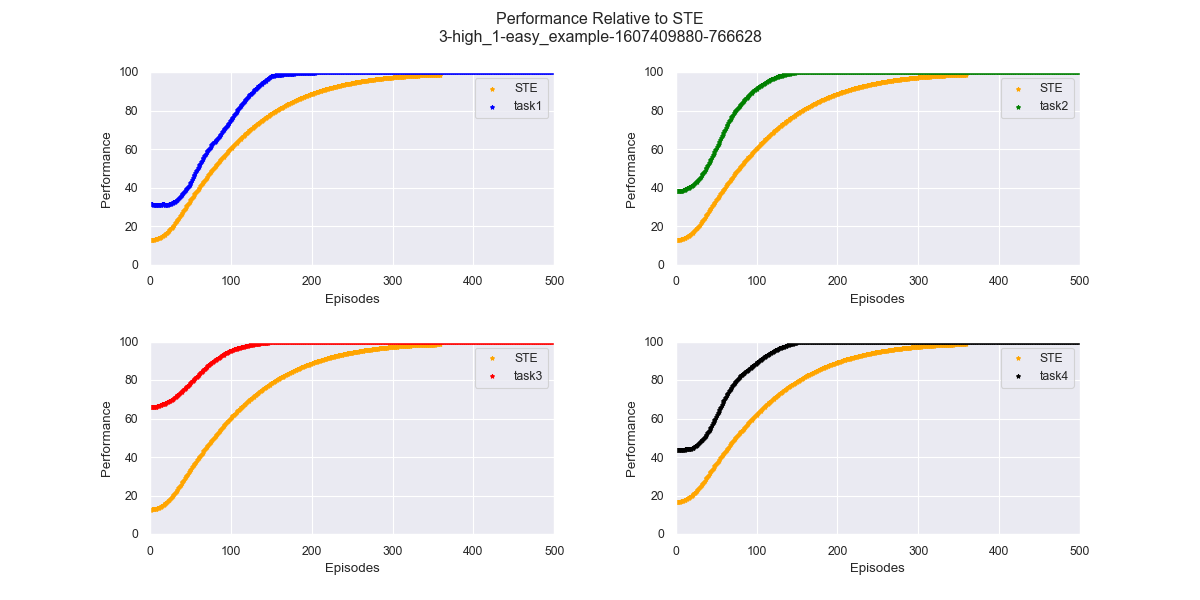 Performance Relative to STE
3-high_1-easy_example-1607409880-766628
100
80
60
40
20
0
Performance
0 100 200 300 400 500
Episodes
STE
task1
100
80
60
40
20
0
Performance
0 100 200 300 400 500
Episodes
STE
task2
100
80
60
40
20
0
Performance
0 100 200 300 400 500
Episodes
STE
task3
100
80
60
40
20
0
Performance
0 100 200 300 400 500
Episodes
STE
task4